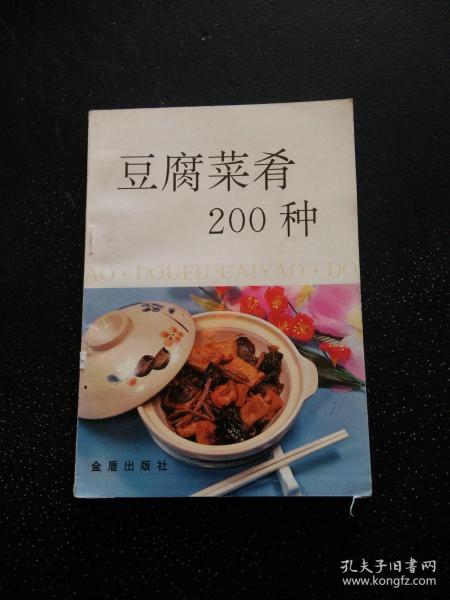 豆腐菜肴
200 种
AO · DOUFU CAIYAO · DO
金盾出版社
孔夫子旧书网
www.kongfz.com